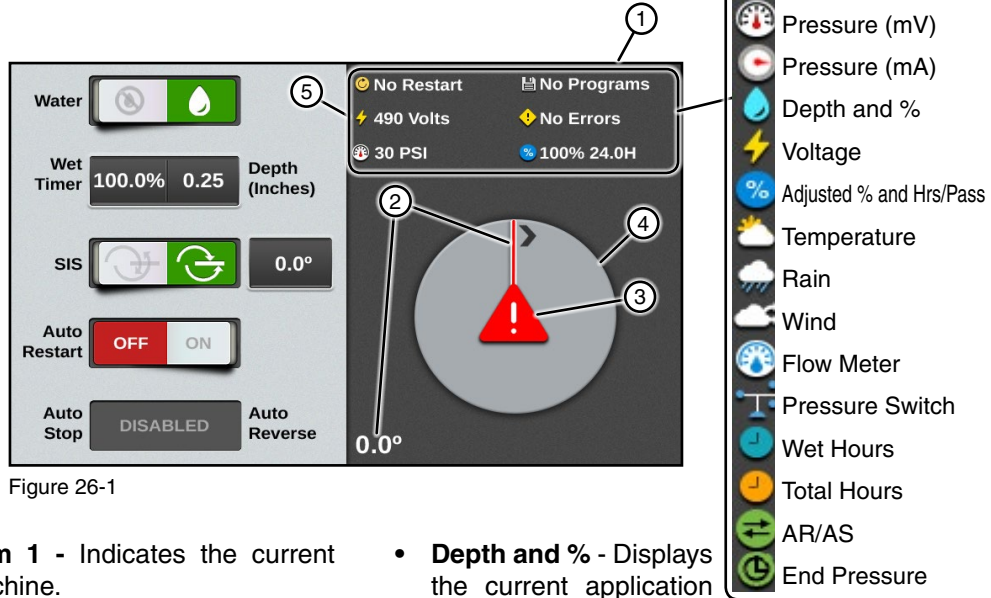 1
5
Water
Wet
Timer
100.0%
0.25
Depth
(Inches)
SIS
0.0º
Auto
Restart
OFF
ON
Auto
Stop
DISABLED
Auto
Reverse
No Restart
No Programs
490 Volts
No Errors
30 PSI
% 100% 24.0H
2
4
3
0.0º
Pressure (mV)
Pressure (mA)
Depth and %
Voltage
% Adjusted % and Hrs/Pass
Temperature
Rain
Wind
Flow Meter
Pressure Switch
Wet Hours
Total Hours
AR/AS
End Pressure
Figure 26-1
m 1 - Indicates the current
chine.
• Depth and % - Displays
the current application